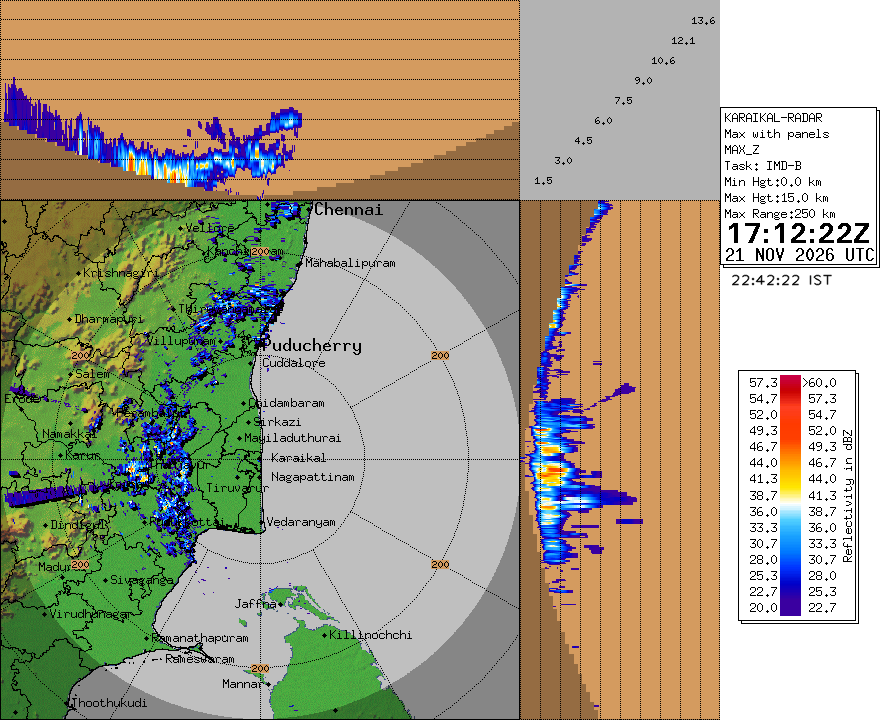 13.6
12.1
10.6
9.0
7.5
6.0
4.5
3.0
1.5
KARAIKAL-RADAR
Max with panels
MAX_Z
Task: IMD-B
Min Hgt:0.0 km
Max Hgt:15.0 km
Max Range:250 km
17:12:22Z
21 NOV 2026 UTC
22:42:22 IST
Chennai
Vellore
200
Mahabalipuram
Krishnagiri
Dharmapuri
Villupuram
Puducherry
200
200
Cuddalore
Salem
Chidambaram
Sirkazi
Namakkal
Mayiladuthurai
Karur
Karaikal
Nagapattinam
Tiruvarur
Dindigul
Vedaranyam
200
200
Sivaganga
Jaffna
Virudhunagar
Killinochchi
Ramanathapuram
Rameswaram
200
Mannar
Thoothukudi
57.3 >60.0
54.7 57.3
52.0 54.7
49.3 52.0
46.7 49.3
44.0 46.7
41.3 44.0
38.7 41.3
36.0 38.7
33.3 36.0
30.7 33.3
28.0 30.7
25.3 28.0
22.7 25.3
20.0 22.7
Reflectivity in dBZ